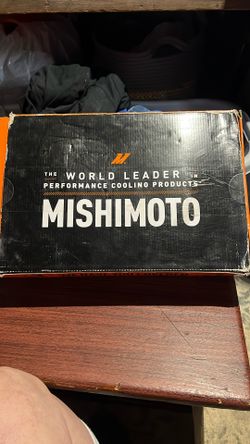 THE WORLD LEADER IN
PERFORMANCE COOLING PRODUCTS
MISHIMOTO